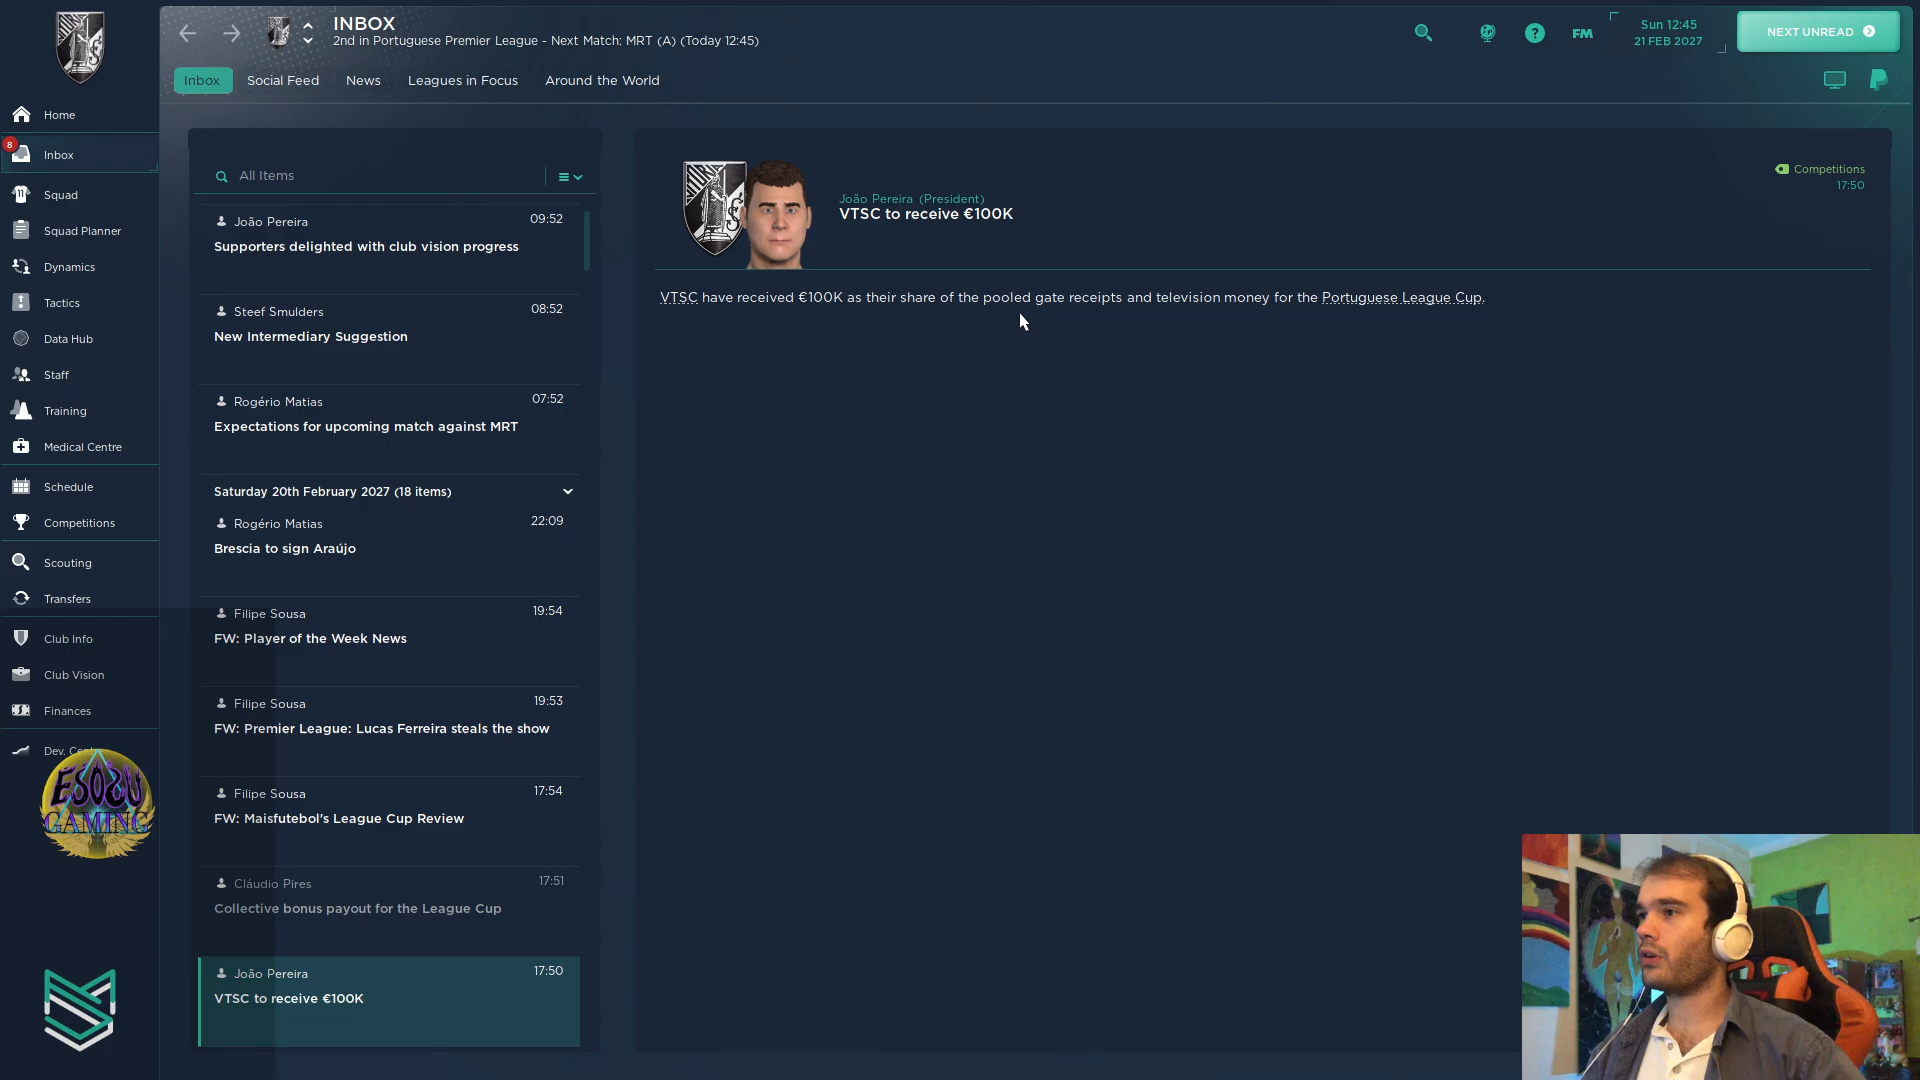 INBOX
2nd in Portuguese Premier League - Next Match: MRT (A) (Today 12:45)
FM
Sun 12:45
21 FEB 2027
NEXT UNREAD
Inbox
Social Feed
News
Leagues in Focus
Around the World
Home
8
Inbox
Squad
Squad Planner
Dynamics
Tactics
Data Hub
Staff
Training
Medical Centre
Schedule
Competitions
Scouting
Transfers
Club Info
Club Vision
Finances
Dev.
ESOSU
GAMING
All Items
João Pereira
09:52
Supporters delighted with club vision progress
Steef Smulders
08:52
New Intermediary Suggestion
Rogério Matias
07:52
Expectations for upcoming match against MRT
Saturday 20th February 2027 (18 items)
Rogério Matias
22:09
Brescia to sign Araújo
Filipe Sousa
19:54
FW: Player of the Week News
Filipe Sousa
19:53
FW: Premier League: Lucas Ferreira steals the show
Filipe Sousa
17:54
FW: Maisfutebol's League Cup Review
Cláudio Pires
17:51
Collective bonus payout for the League Cup
João Pereira
17:50
VTSC to receive €100K
João Pereira (President)
VTSC to receive €100K
Competitions
17:50
VTSC have received €100K as their share of the pooled gate receipts and television money for the Portuguese League Cup.